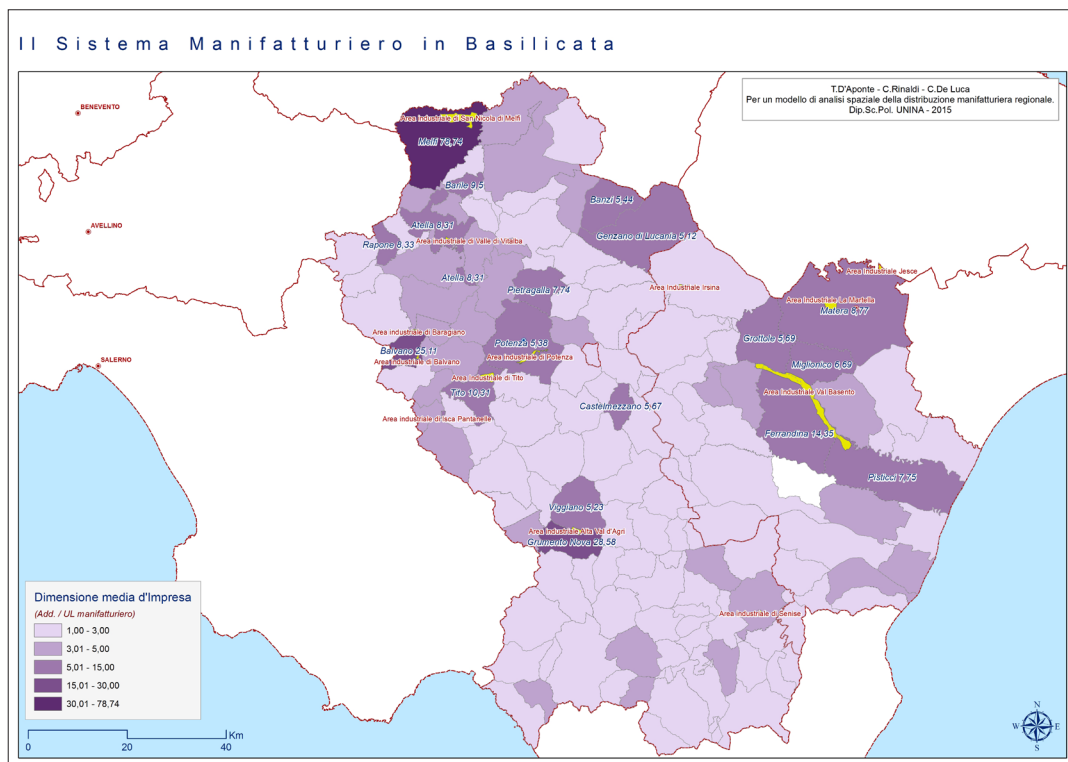 Il Sistema Manifatturiero in Basilicata
T.D'Aponte - C.Rinaldi - C.De Luca
Per un modello di analisi spaziale della distribuzione manifatturiera regionale.
Dip.Sc.Pol. UNINA - 2015
BENEVENTO
Area industriale di San Nicola di Melfi
Melfi 78,74
Barile 9,5
Banzi 5,44
AVELLINO
Atella 8,31
Genzano di Lucania 5,12
Rapone 8,33
Area industriale di Valle di Vitalba
Area Industriale Jesce
Atella 8,31
Pietragalla 7,74
Area Industriale Irsina
Area Industriale La Martella
Matera 6,77
Area industriale di Baragiano
Grottole 5,69
Balvano 25,11
Potenza 5,38
SALERNO
Area industriale di Balvano
Area Industriale di Potenza
Miglionico 6,69
Area Industriale di Tito
Tito 10,31
Area Industriale Val Basento
Castelmezzano 5,67
Area industriale di Isca Pantanelle
Ferrandina 14,35
Pisticci 7,75
Viggiano 5,23
Area industriale Alta Val d'Agri
Grumento Nova 28,58
Area industriale di Senise
Dimensione media d'Impresa
(Add. / UL manifatturiero)
1,00 - 3,00
3,01 - 5,00
5,01 - 15,00
15,01 - 30,00
30,01 - 78,74
Km
0 20 40
N
W E
S